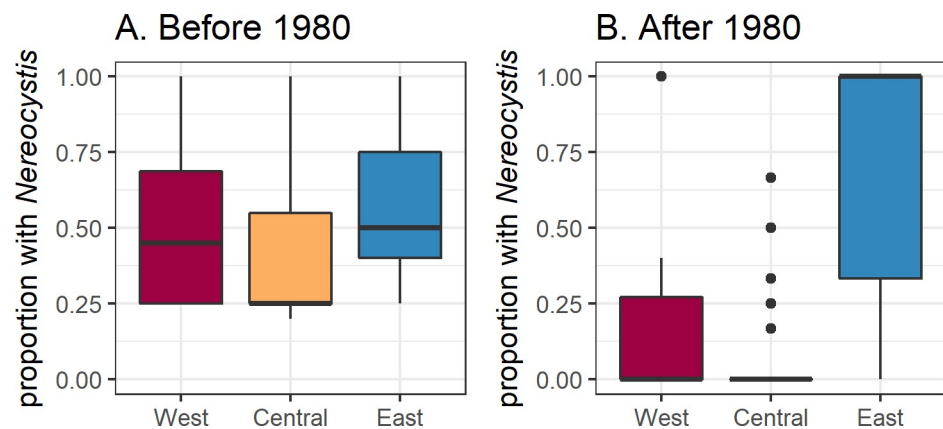 A. Before 1980
proportion with Nereocystis
1.00
0.75
0.50
0.25
0.00
West Central East
B. After 1980
proportion with Nereocystis
1.00
0.75
0.50
0.25
0.00
West Central East